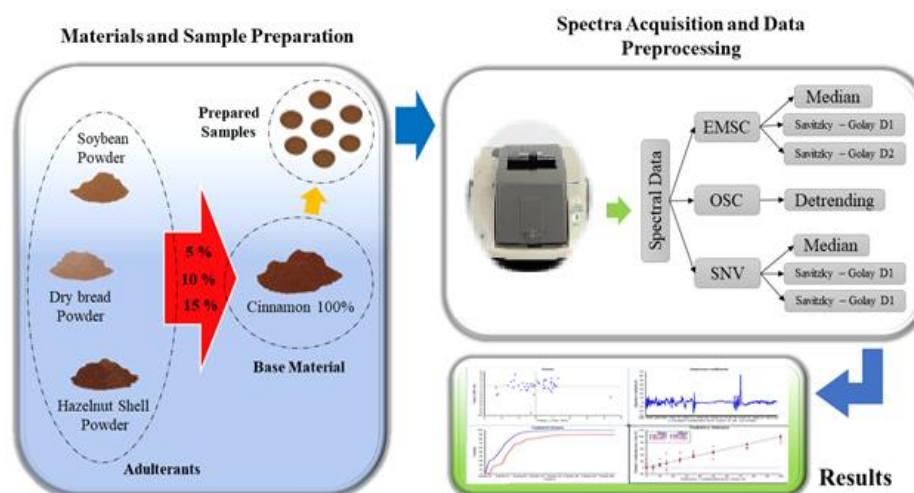 Materials and Sample Preparation
Soybean
Powder
Dry bread
Powder
Hazelnut Shell
Powder
Adulterants
5 %
10 %
15 %
Prepared
Samples
Cinnamon 100%
Base Material
Spectra Acquisition and Data
Preprocessing
Spectral Data
EMSC
Median
Savitzky – Golay D1
Savitzky – Golay D2
OSC
Detrending
SNV
Median
Savitzky – Golay D1
Savitzky – Golay D1
Results